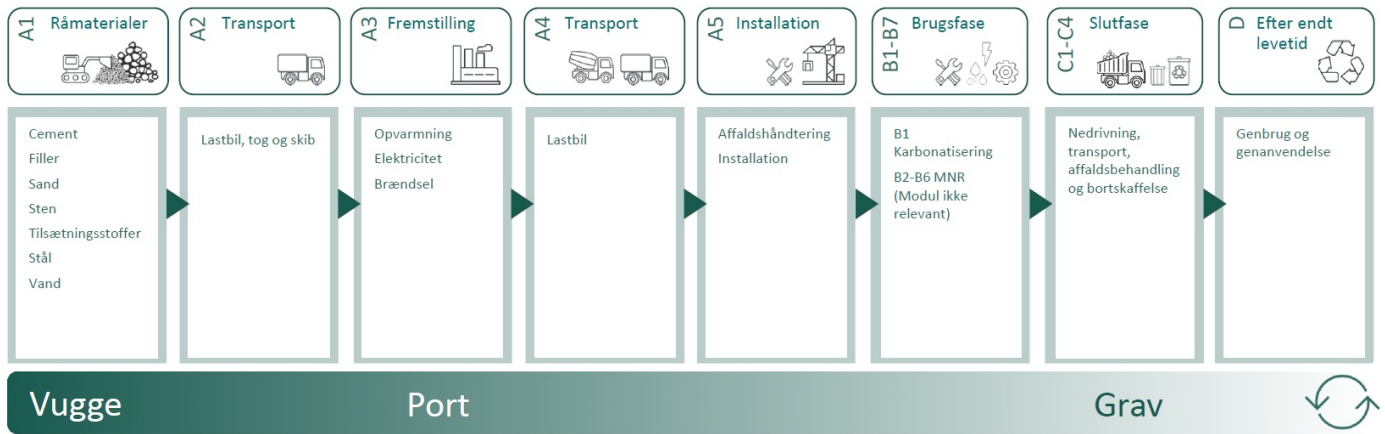 A1 Råmaterialer
A2 Transport
A3 Fremstilling
A4 Transport
A5 Installation
B1-B7 Brugsfase
C1-C4 Slutfase
D Efter endt
levetid
Cement
Filler
Sand
Sten
Tilsætningsstoffer
Stål
Vand
Lastbil, tog og skib
Opvarmning
Elektricitet
Brændsel
Lastbil
Affaldshåndtering
Installation
B1
Karbonatisering
B2-B6 MNR
(Modul ikke
relevant)
Nedrivning,
transport,
affaldsbehandling
og bortskaffelse
Genbrug og
genanvendelse
Vugge
Port
Grav